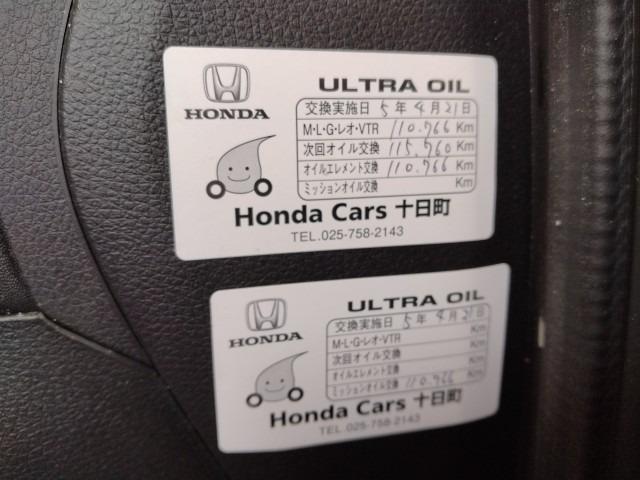 HONDA
ULTRA OIL
交換実施日 5年4月21日
M・L・G・レオ・VTR 110.766 Km
次回オイル交換 115.760 Km
オイルエレメント交換 110.766 Km
ミッションオイル交換 Km
Honda Cars 十日町
TEL.025-758-2143
HONDA
ULTRA OIL
交換実施日 5年4月21日
M・L・G・レオ・VTR Km
次回オイル交換 Km
オイルエレメント交換 Km
ミッションオイル交換 110.766 Km
Honda Cars 十日町
TEL.025-758-2143